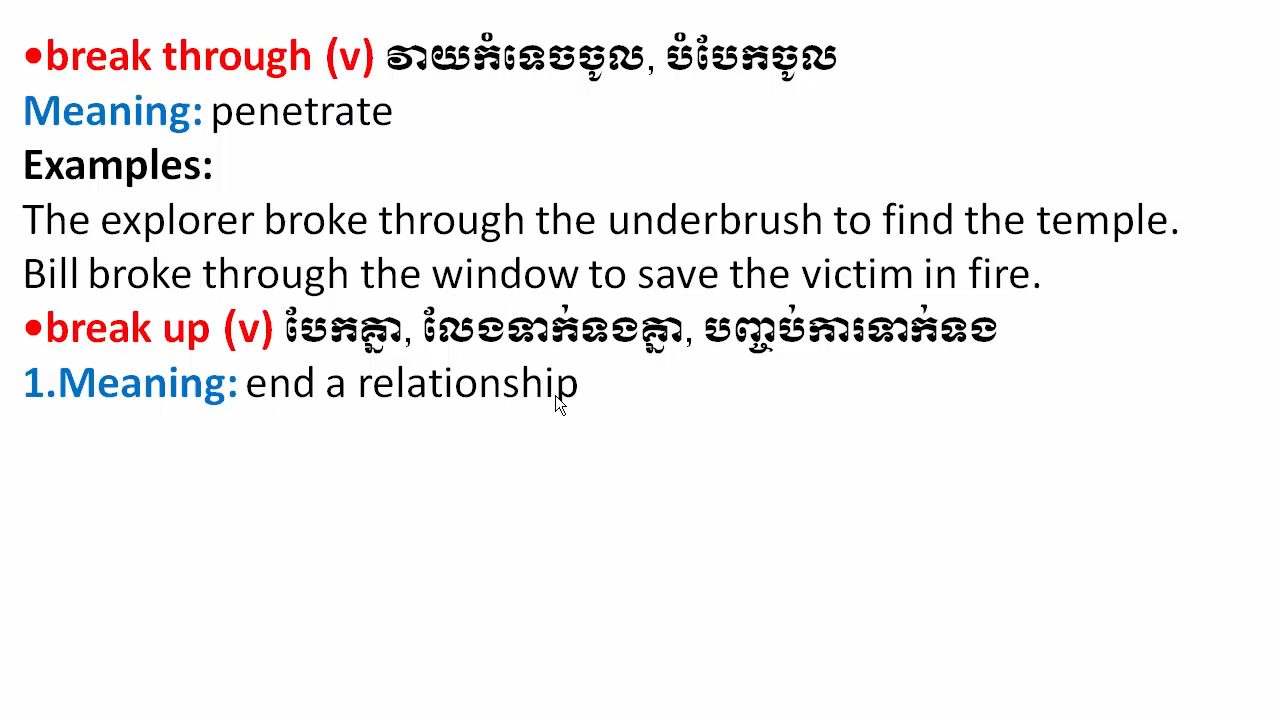 •break through (v) វាយកំទេចចូល, បំបែកចូល
Meaning: penetrate
Examples:
The explorer broke through the underbrush to find the temple.
Bill broke through the window to save the victim in fire.
•break up (v) បែកគ្នា, លែងទាក់ទងគ្នា, បញ្ចប់ការទាក់ទង
1.Meaning: end a relationship